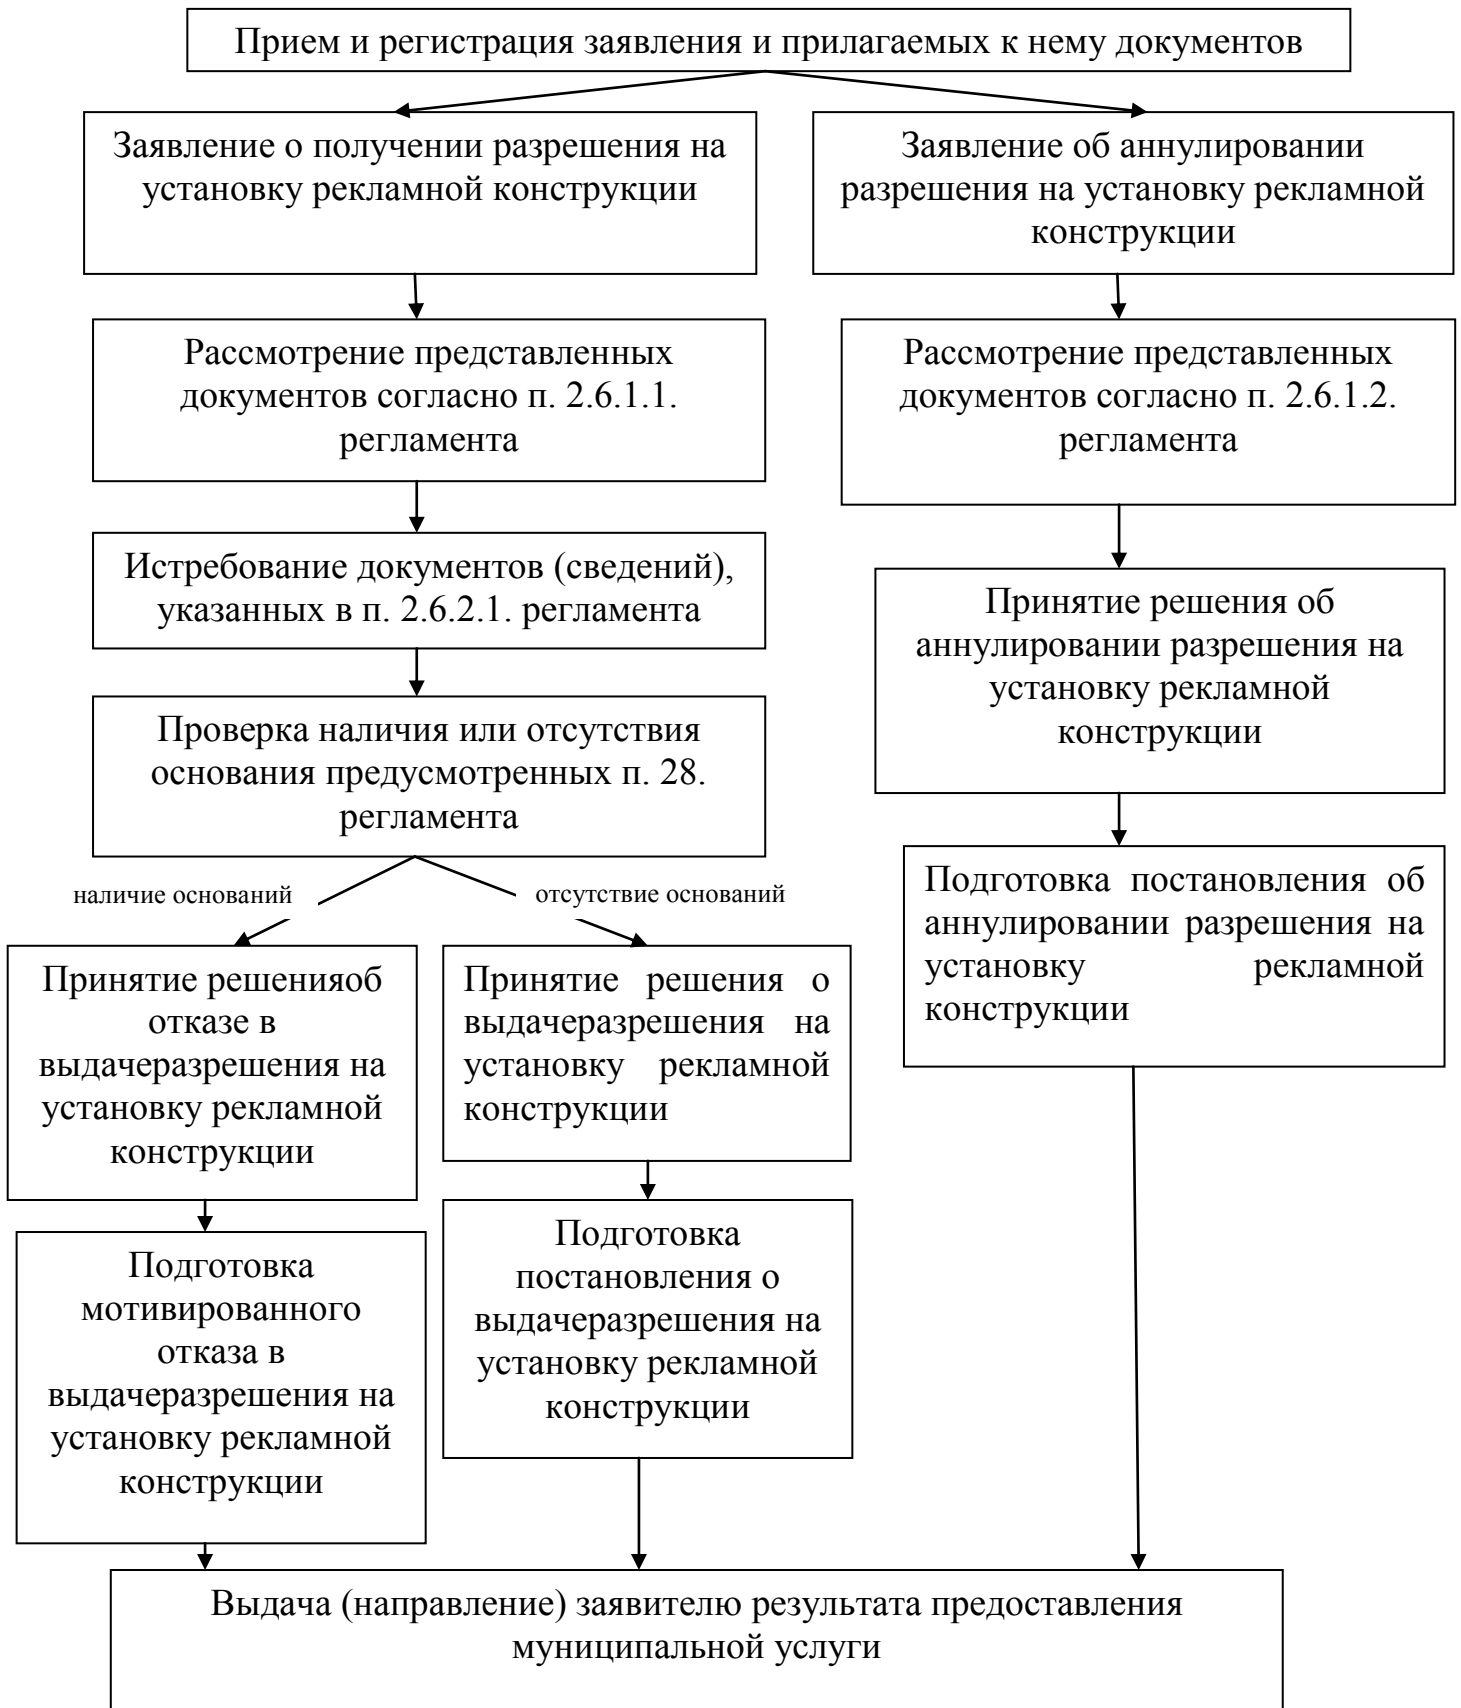 Прием и регистрация заявления и прилагаемых к нему документов
Заявление о получении разрешения на
установку рекламной конструкции
Заявление об аннулировании
разрешения на установку рекламной
конструкции
Рассмотрение представленных
документов согласно п. 2.6.1.1.
регламента
Рассмотрение представленных
документов согласно п. 2.6.1.2.
регламента
Истребование документов (сведений),
указанных в п. 2.6.2.1. регламента
Принятие решения об
аннулировании разрешения на
установку рекламной
конструкции
Проверка наличия или отсутствия
основания предусмотренных п. 28.
регламента
Подготовка постановления об
аннулировании разрешения на
установку рекламной
конструкции
наличие оснований
отсутствие оснований
Принятие решенияоб
отказе в
выдачеразрешения на
установку рекламной
конструкции
Принятие решения о
выдачеразрешения на
установку рекламной
конструкции
Подготовка
мотивированного
отказа в
выдачеразрешения на
установку рекламной
конструкции
Подготовка
постановления о
выдачеразрешения на
установку рекламной
конструкции
Выдача (направление) заявителю результата предоставления
муниципальной услуги